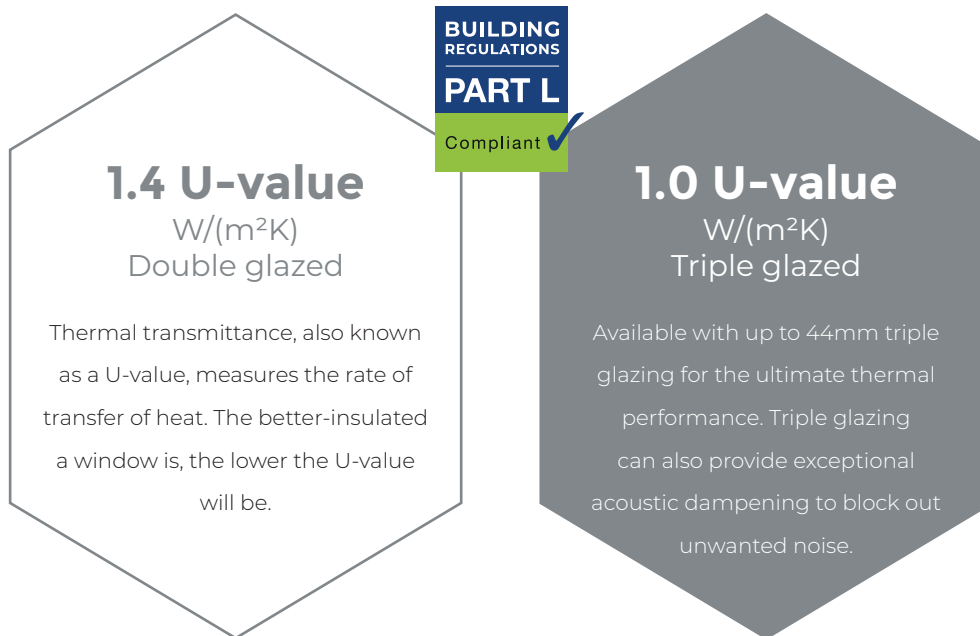 BUILDING
REGULATIONS
PART L
Compliant
1.4 U-value
W/(m²K)
Double glazed
Thermal transmittance, also known
as a U-value, measures the rate of
transfer of heat. The better-insulated
a window is, the lower the U-value
will be.
1.0 U-value
W/(m²K)
Triple glazed
Available with up to 44mm triple
glazing for the ultimate thermal
performance. Triple glazing
can also provide exceptional
acoustic dampening to block out
unwanted noise.